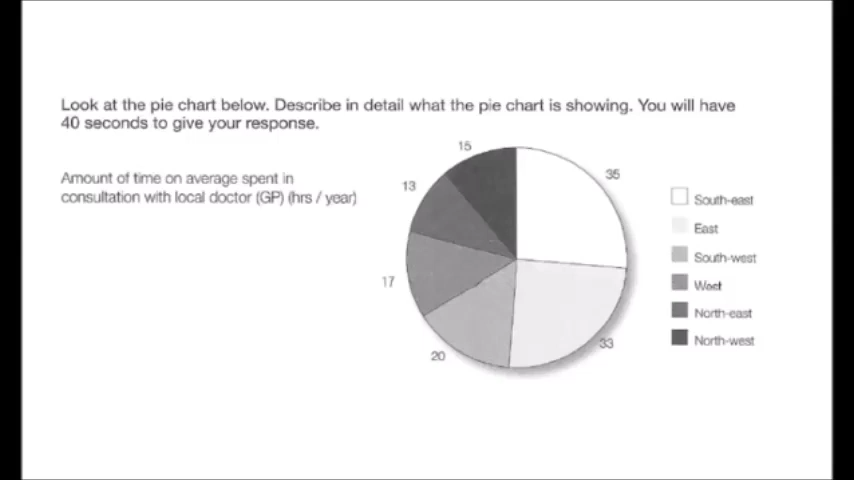 Look at the pie chart below. Describe in detail what the pie chart is showing. You will have
40 seconds to give your response.
Amount of time on average spent in
consultation with local doctor (GP) (hrs / year)
15
35
13
17
20
33
South-east
East
South-west
West
North-east
North-west